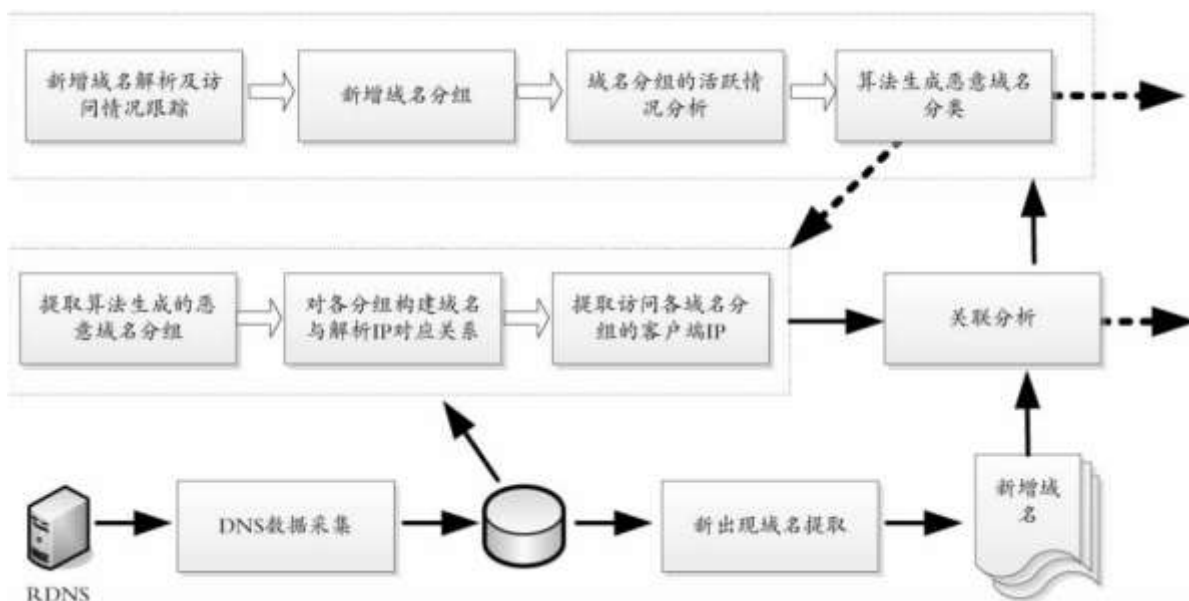 新增域名解析及访
问情况跟踪
新增域名分组
域名分组的活跃情
况分析
算法生成恶意域名
分类
提取算法生成的恶
意域名分组
对各分组构建域名
与解析IP对应关系
提取访问各域名分
组的客户端IP
关联分析
DNS数据采集
新出现域名提取
新增域
名
RDNS